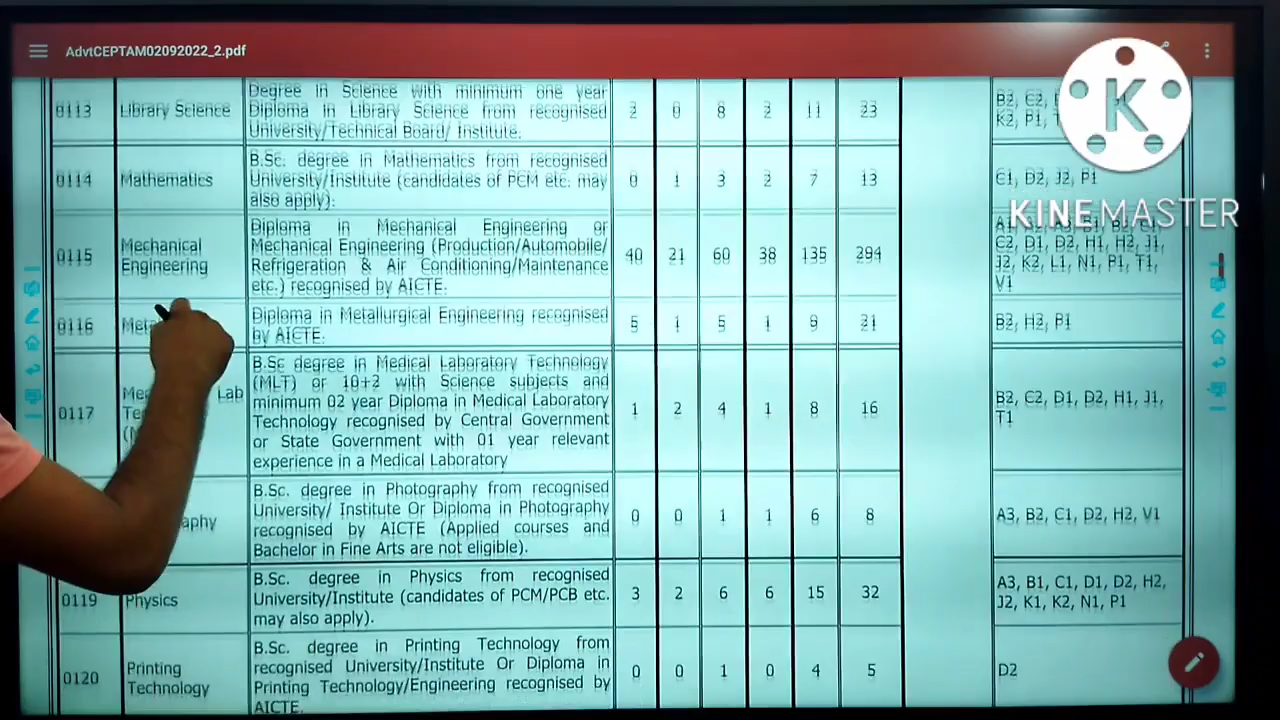 AdvtCEPTAM02092022_2.pdf
K
KINEMASTER
0113 Library Science Degree in Science with minimum one year 2 0 8 2 11 23 B2, C2,
Diploma in Library Science from recognised K2, P1,
University/Technical Board/ Institute.
0114 Mathematics B.Sc. degree in Mathematics from recognised 0 1 3 2 7 13 C1, D2, J2, P1
University/Institute (candidates of PCM etc. may
also apply).
0115 Mechanical Engineering Diploma in Mechanical Engineering or 40 21 60 38 135 294
Mechanical Engineering (Production/Automobile/ C2, D1, D2, H1, H2, J1,
Refrigeration & Air Conditioning/Maintenance J2, K2, L1, N1, P1, T1,
etc.) recognised by AICTE. V1
0116 Diploma in Metallurgical Engineering recognised 5 1 5 1 9 21 B2, H2, P1
by AICTE.
0117 Lab B.Sc degree in Medical Laboratory Technology 1 2 4 1 8 16 B2, C2, D1, D2, H1, J1,
(MLT) or 10+2 with Science subjects and T1
minimum 02 year Diploma in Medical Laboratory
Technology recognised by Central Government
or State Government with 01 year relevant
experience in a Medical Laboratory
B.Sc. degree in Photography from recognised 0 0 1 1 6 8 A3, B2, C1, D2, H2, V1
University/ Institute Or Diploma in Photography
recognised by AICTE (Applied courses and
Bachelor in Fine Arts are not eligible).
0119 Physics B.Sc. degree in Physics from recognised 3 2 6 6 15 32 A3, B1, C1, D1, D2, H2,
University/Institute (candidates of PCM/PCB etc. J2, K1, K2, N1, P1
may also apply).
0120 Printing Technology B.Sc. degree in Printing Technology from 0 0 1 0 4 5 D2
recognised University/Institute Or Diploma in
Printing Technology/Engineering recognised by
AICTE.